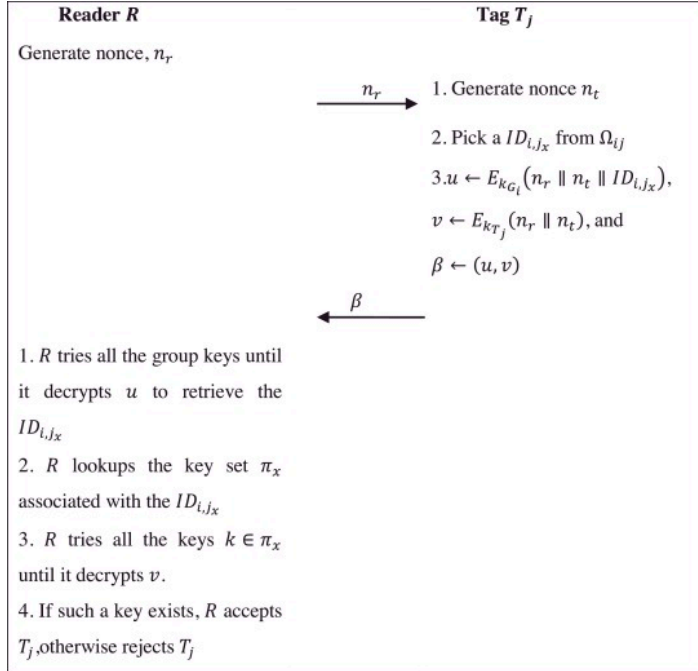 Reader R
Tag T_j
Generate nonce, n_r
n_r
1. Generate nonce n_t
2. Pick a ID_{i,j_x} from Ω_{ij}
3.u ← E_{k_{G_i}}(n_r ∥ n_t ∥ ID_{i,j_x}),
v ← E_{k_{T_j}}(n_r ∥ n_t), and
β ← (u, v)
β
1. R tries all the group keys until
it decrypts u to retrieve the
ID_{i,j_x}
2. R lookups the key set π_x
associated with the ID_{i,j_x}
3. R tries all the keys k ∈ π_x
until it decrypts v.
4. If such a key exists, R accepts
T_j,otherwise rejects T_j